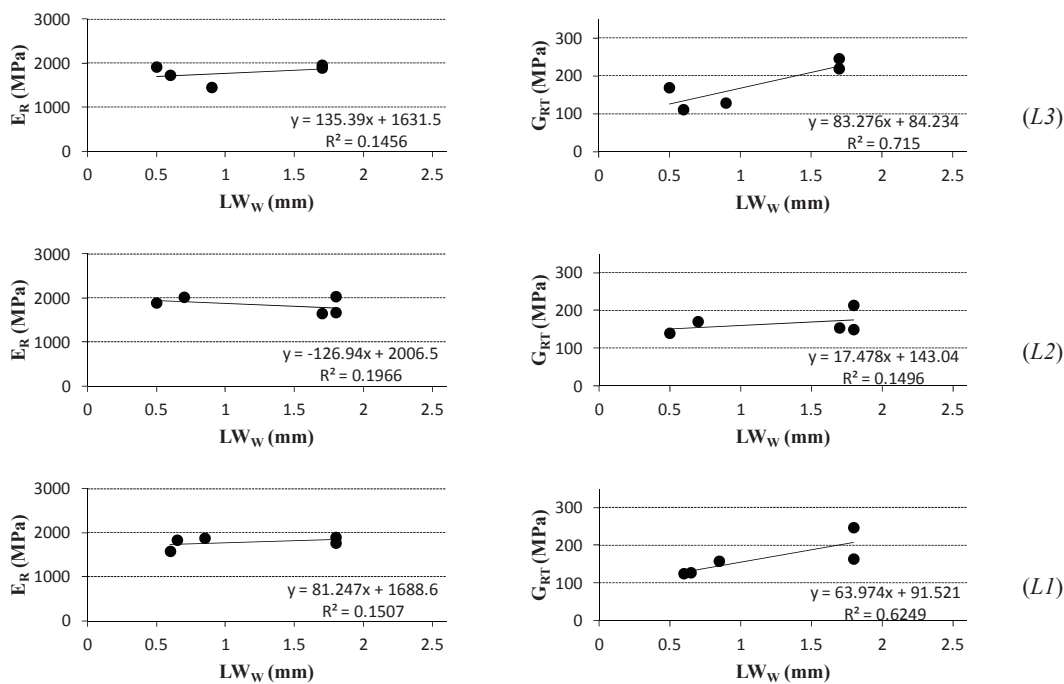 3000
2000
1000
0
E_R (MPa)
y = 135.39x + 1631.5
R² = 0.1456
0 0.5 1 1.5 2 2.5
LW_W (mm)
300
200
100
0
G_RT (MPa)
y = 83.276x + 84.234
R² = 0.715
0 0.5 1 1.5 2 2.5
LW_W (mm)
(L3)
3000
2000
1000
0
E_R (MPa)
y = -126.94x + 2006.5
R² = 0.1966
0 0.5 1 1.5 2 2.5
LW_W (mm)
300
200
100
0
G_RT (MPa)
y = 17.478x + 143.04
R² = 0.1496
0 0.5 1 1.5 2 2.5
LW_W (mm)
(L2)
3000
2000
1000
0
E_R (MPa)
y = 81.247x + 1688.6
R² = 0.1507
0 0.5 1 1.5 2 2.5
LW_W (mm)
300
200
100
0
G_RT (MPa)
y = 63.974x + 91.521
R² = 0.6249
0 0.5 1 1.5 2 2.5
LW_W (mm)
(L1)